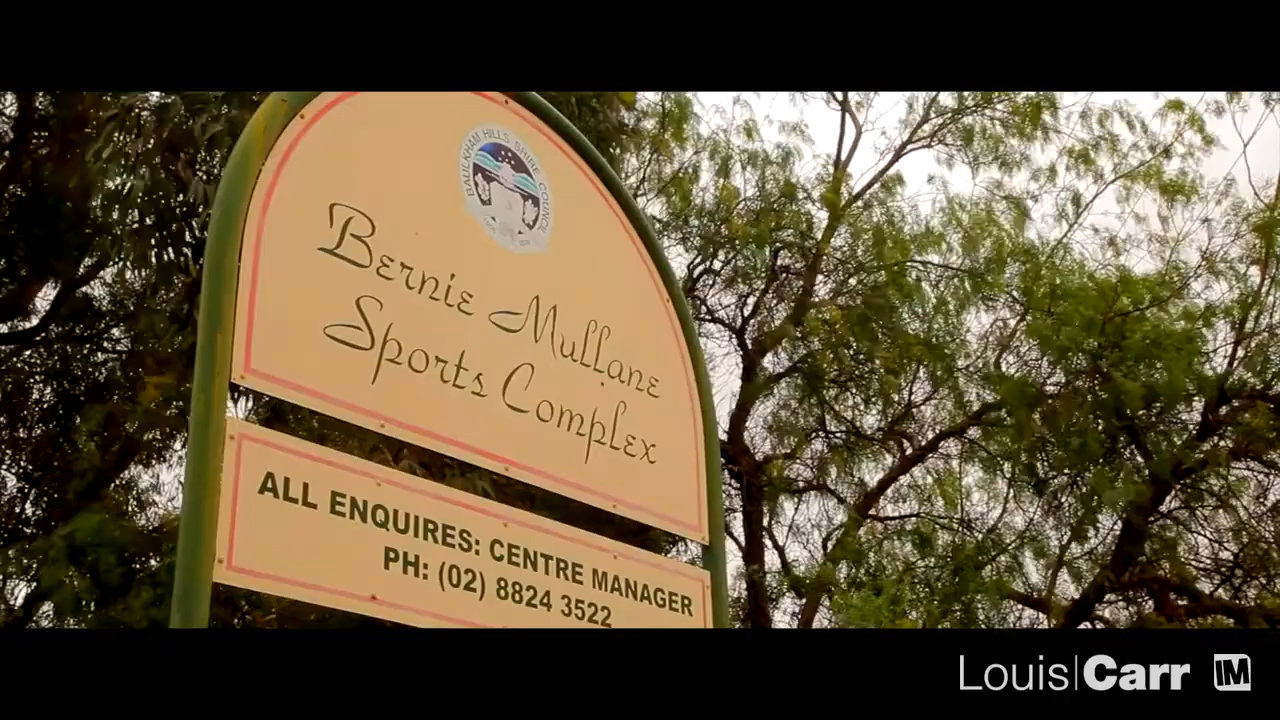 BAULKHAM HILLS SHIRE COUNCIL
Bernie Mullane
Sports Complex
ALL ENQUIRES: CENTRE MANAGER
PH: (02) 8824 3522
Louis|Carr IM